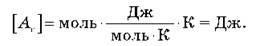 [A_r] = моль · Дж / (моль · К) · К = Дж.